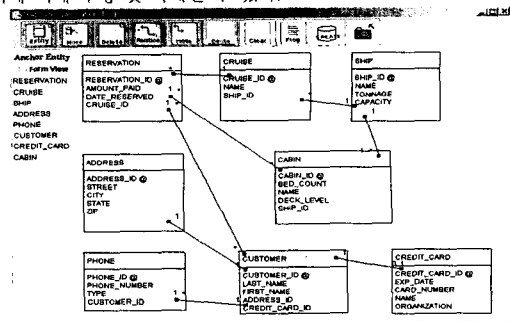 Entity Move Delete Relation Create Clear Prop
Anchor Entity
Form View
RESERVATION
CRUISE
SHIP
ADDRESS
PHONE
CUSTOMER
CREDIT_CARD
CABIN
RESERVATION
RESERVATION_ID @
AMOUNT_PAID
DATE_RESERVED
CRUISE_ID
CRUISE
CRUISE_ID @
NAME
SHIP_ID
SHIP
SHIP_ID @
NAME
TONNAGE
CAPACITY
ADDRESS
ADDRESS_ID @
STREET
CITY
STATE
ZIP
CABIN
CABIN_ID @
BED_COUNT
NAME
DECK_LEVEL
SHIP_ID
PHONE
PHONE_ID @
PHONE_NUMBER
TYPE
CUSTOMER_ID
CUSTOMER
CUSTOMER_ID @
LAST_NAME
FIRST_NAME
ADDRESS_ID
CREDIT_CARD_ID
CREDIT_CARD
CREDIT_CARD_ID @
EXP_DATE
CARD_NUMBER
NAME
ORGANIZATION